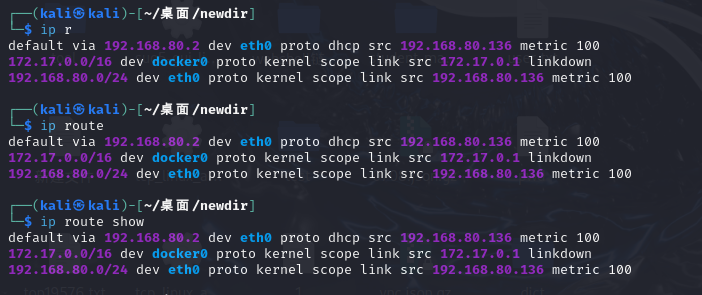 ┌──(kali㉿kali)-[~/桌面/newdir]
└─$ ip r
default via 192.168.80.2 dev eth0 proto dhcp src 192.168.80.136 metric 100
172.17.0.0/16 dev docker0 proto kernel scope link src 172.17.0.1 linkdown
192.168.80.0/24 dev eth0 proto kernel scope link src 192.168.80.136 metric 100
┌──(kali㉿kali)-[~/桌面/newdir]
└─$ ip route
default via 192.168.80.2 dev eth0 proto dhcp src 192.168.80.136 metric 100
172.17.0.0/16 dev docker0 proto kernel scope link src 172.17.0.1 linkdown
192.168.80.0/24 dev eth0 proto kernel scope link src 192.168.80.136 metric 100
┌──(kali㉿kali)-[~/桌面/newdir]
└─$ ip route show
default via 192.168.80.2 dev eth0 proto dhcp src 192.168.80.136 metric 100
172.17.0.0/16 dev docker0 proto kernel scope link src 172.17.0.1 linkdown
192.168.80.0/24 dev eth0 proto kernel scope link src 192.168.80.136 metric 100